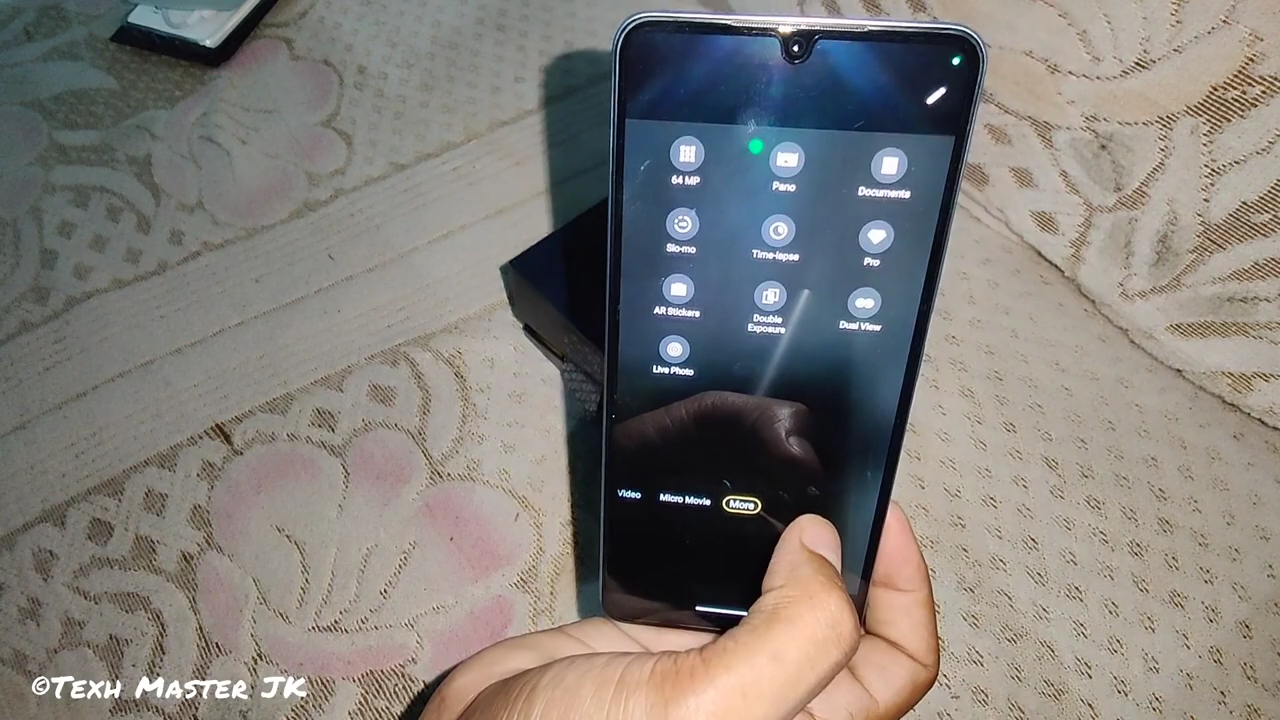 64 MP
Pano
Documents
Slo-mo
Time-lapse
Pro
AR Stickers
Double
Exposure
Dual View
Live Photo
Video
Micro Movie
More
©Texh Master JK